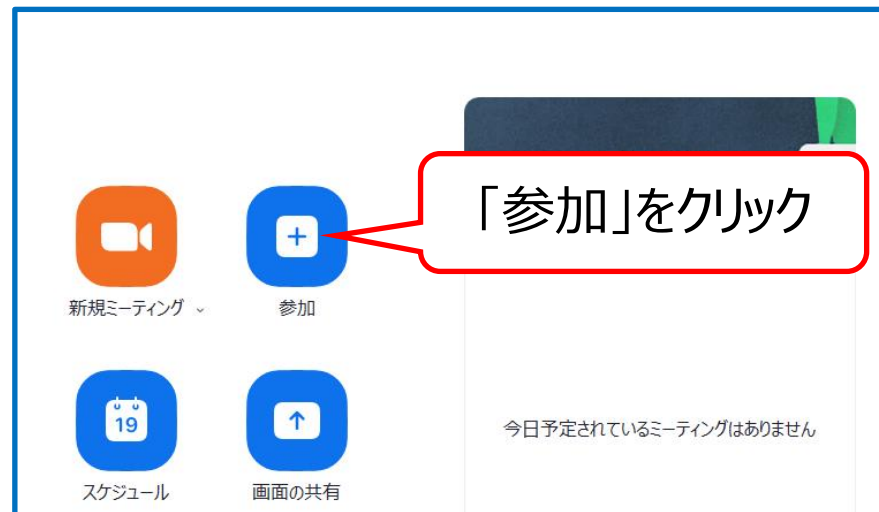 「参加」をクリック
新規ミーティング
参加
19
今日予定されているミーティングはありません
スケジュール
画面の共有